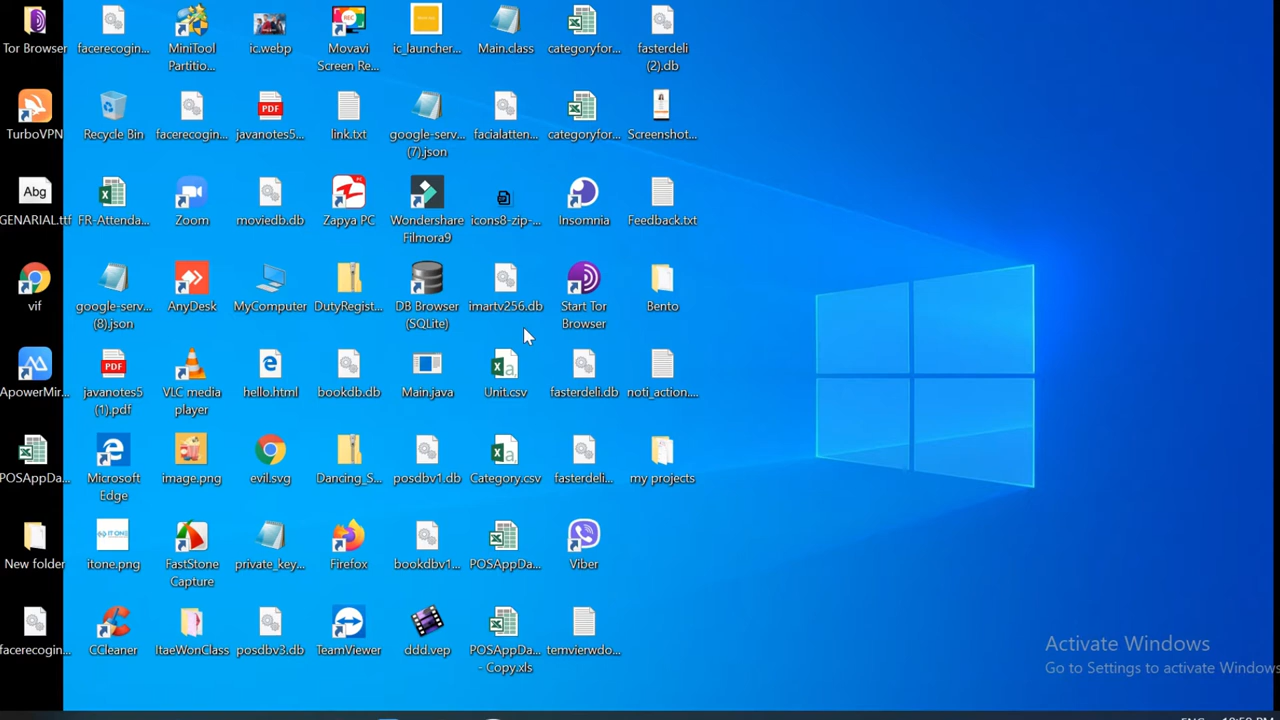 Tor Browser
facerecogin...
MiniTool
Partitio...
ic.webp
Movavi
Screen Re...
ic_launcher...
Main.class
categoryfor...
fasterdeli
(2).db
TurboVPN
Recycle Bin
facerecogin...
PDF
javanotes5...
link.txt
google-serv...
(7).json
facialatten...
categoryfor...
Screenshot...
Abg
GENARIAL.ttf
FR-Attenda...
Zoom
moviedb.db
Zapya PC
Wondershare
Filmora9
icons8-zip-...
Insomnia
Feedback.txt
vif
google-serv...
(8).json
AnyDesk
MyComputer
DutyRegist...
DB Browser
(SQLite)
imartv256.db
Start Tor
Browser
Bento
ApowerMir...
PDF
javanotes5
(1).pdf
VLC media
player
hello.html
bookdb.db
Main.java
Unit.csv
fasterdeli.db
noti_action....
POSAppDa...
Microsoft
Edge
image.png
evil.svg
Dancing_S...
posdbv1.db
Category.csv
fasterdeli...
my projects
New folder
IT ONE
itone.png
FastStone
Capture
private_key...
Firefox
bookdbv1...
POSAppDa...
Viber
facerecogin...
CCleaner
ItaeWonClass
posdbv3.db
TeamViewer
ddd.vep
POSAppDa...
- Copy.xls
temvierwdo...
REC
Activate Windows
Go to Settings to activate Windows